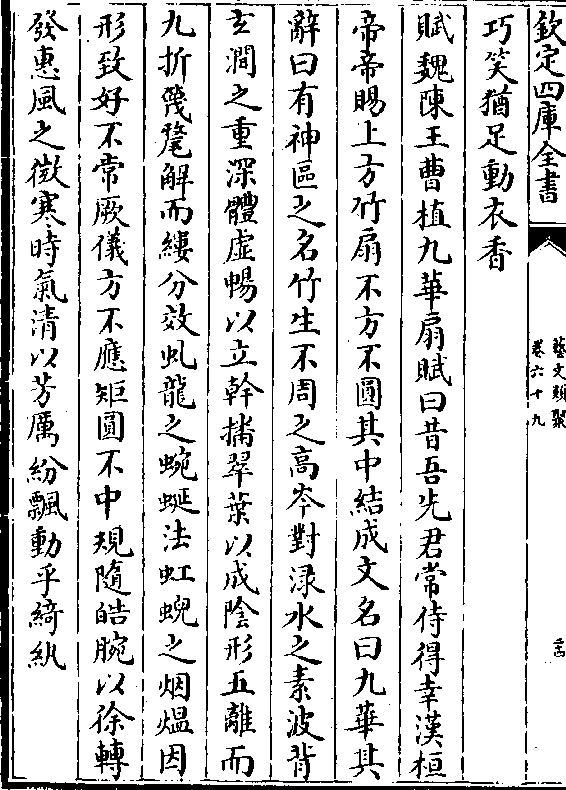 欽定四庫全書
藝文類聚
卷六十九
巧笑猶足動衣香
賦魏陳王曹植九華扇賦曰昔吾先君常侍得幸漢桓
帝帝賜上方竹扇不方不圓其中結成文名曰九華其
辭曰有神區之名竹生不周之高岑對渌水之素波背
玄澗之重深體虛暢以立幹播翠葉以成陰形五離而
九折篾氂解而縷分效虬龍之蜿蜒法虹蜺之烟熅因
形致好不常厥儀方不應矩圓不中規隨皓腕以徐轉
發惠風之微寒時氣清以芳厲紛飄動乎綺紈